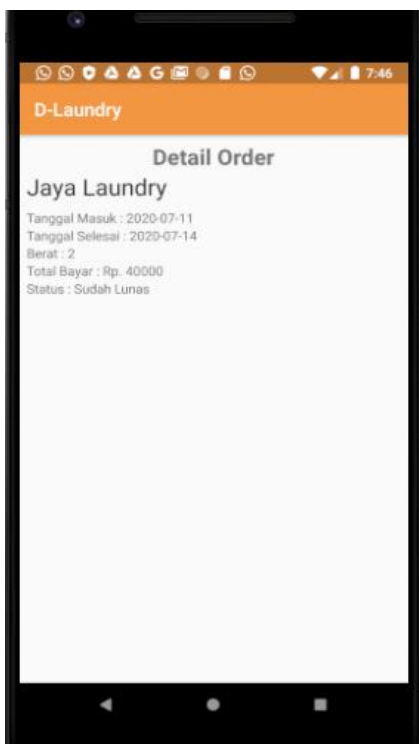 7:46
D-Laundry
Detail Order
Jaya Laundry
Tanggal Masuk : 2020-07-11
Tanggal Selesai : 2020-07-14
Berat : 2
Total Bayar : Rp. 40000
Status : Sudah Lunas